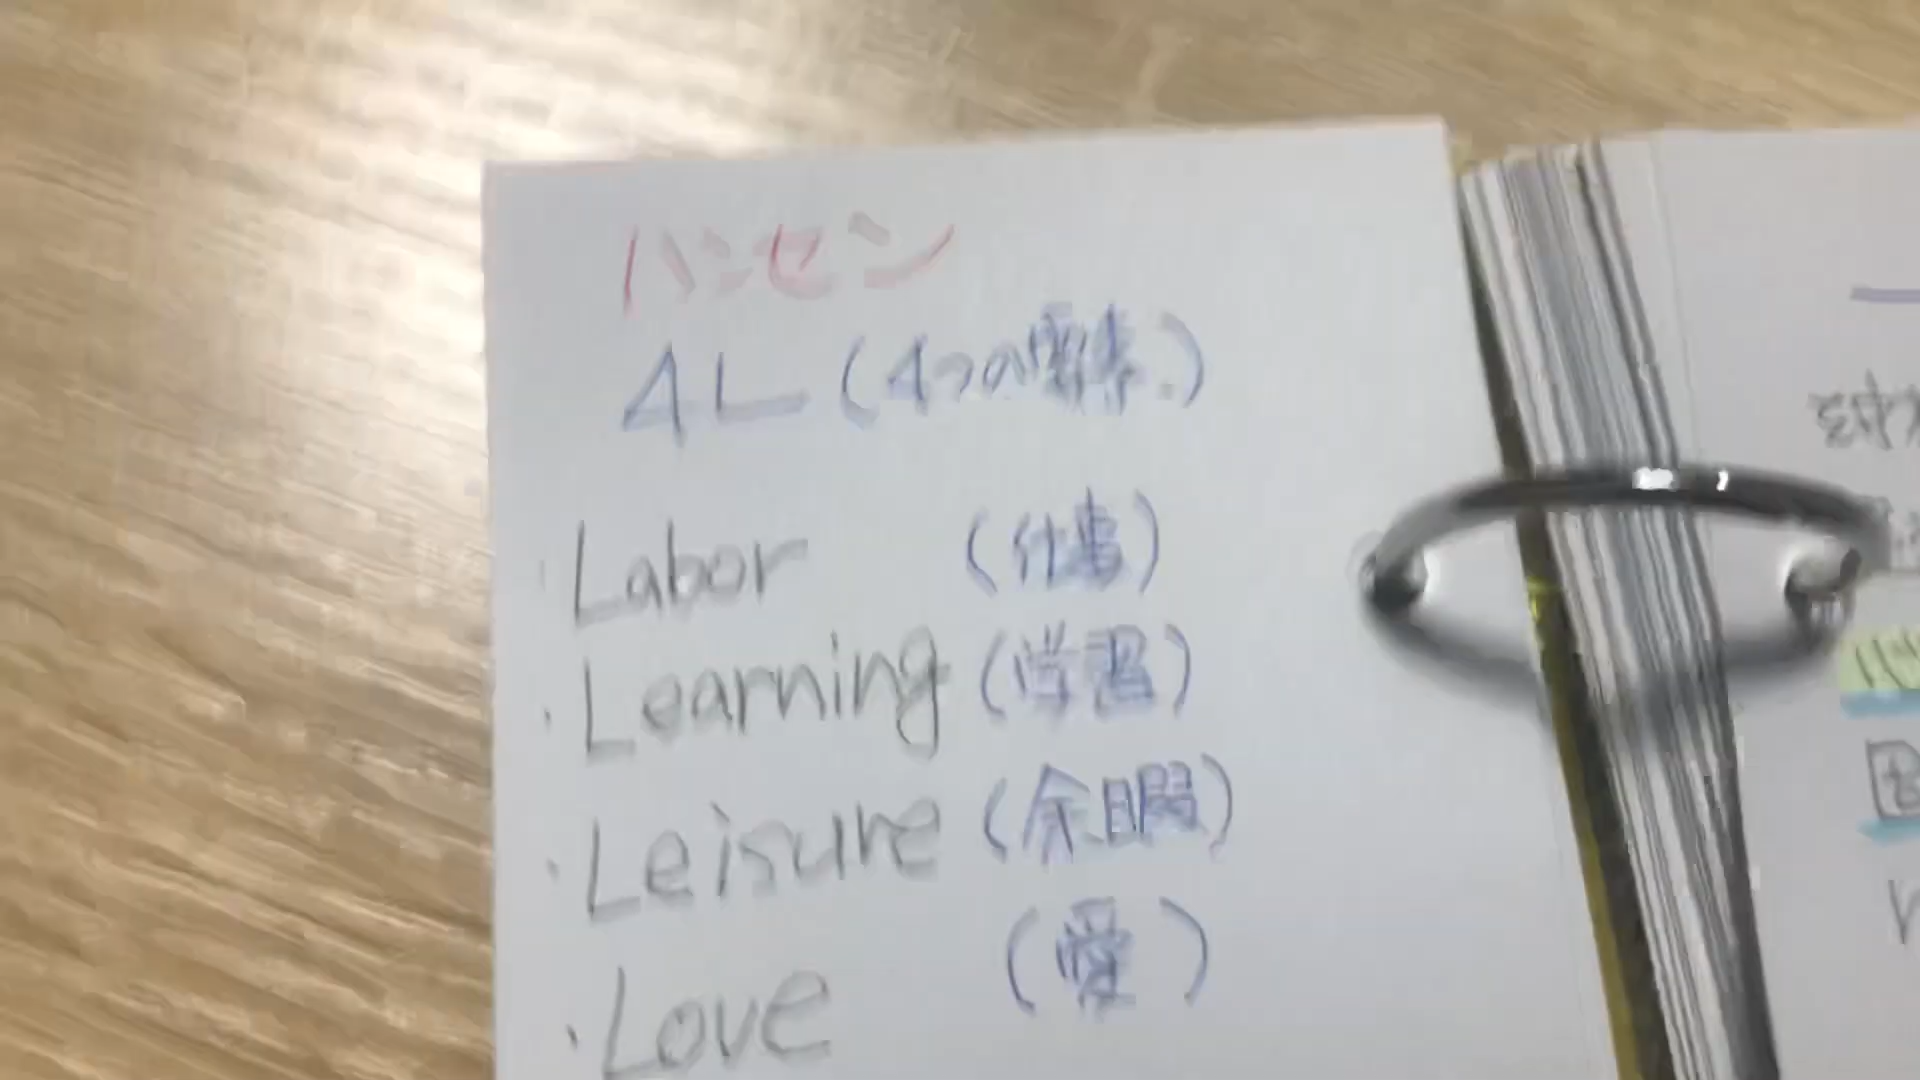 ハンセン
4L (4つの要素)
・Labor (仕事)
・Learning (学習)
・Leisure (余暇)
・Love (愛)